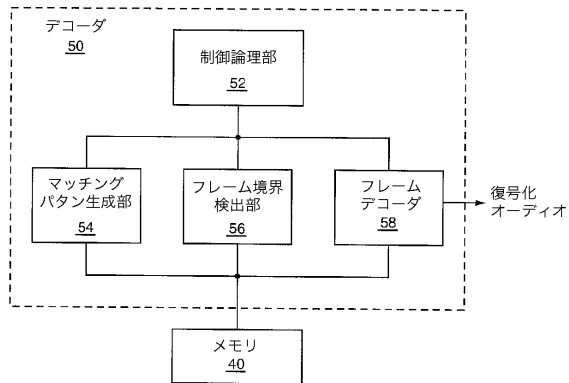 デコーダ
50
制御論理部
52
マッチング
パタン生成部
54
フレーム境界
検出部
56
フレーム
デコーダ
58
復号化
オーディオ
メモリ
40